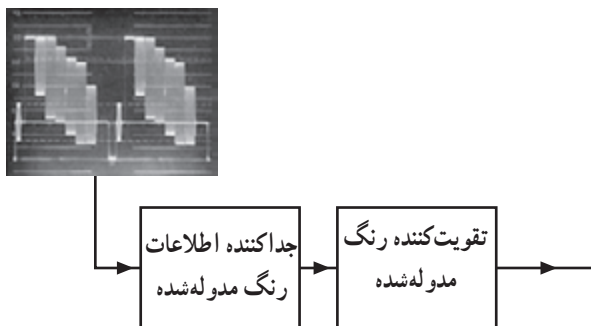 جداکننده اطلاعات
رنگ مدوله‌شده
تقویت‌کننده رنگ
مدوله‌شده